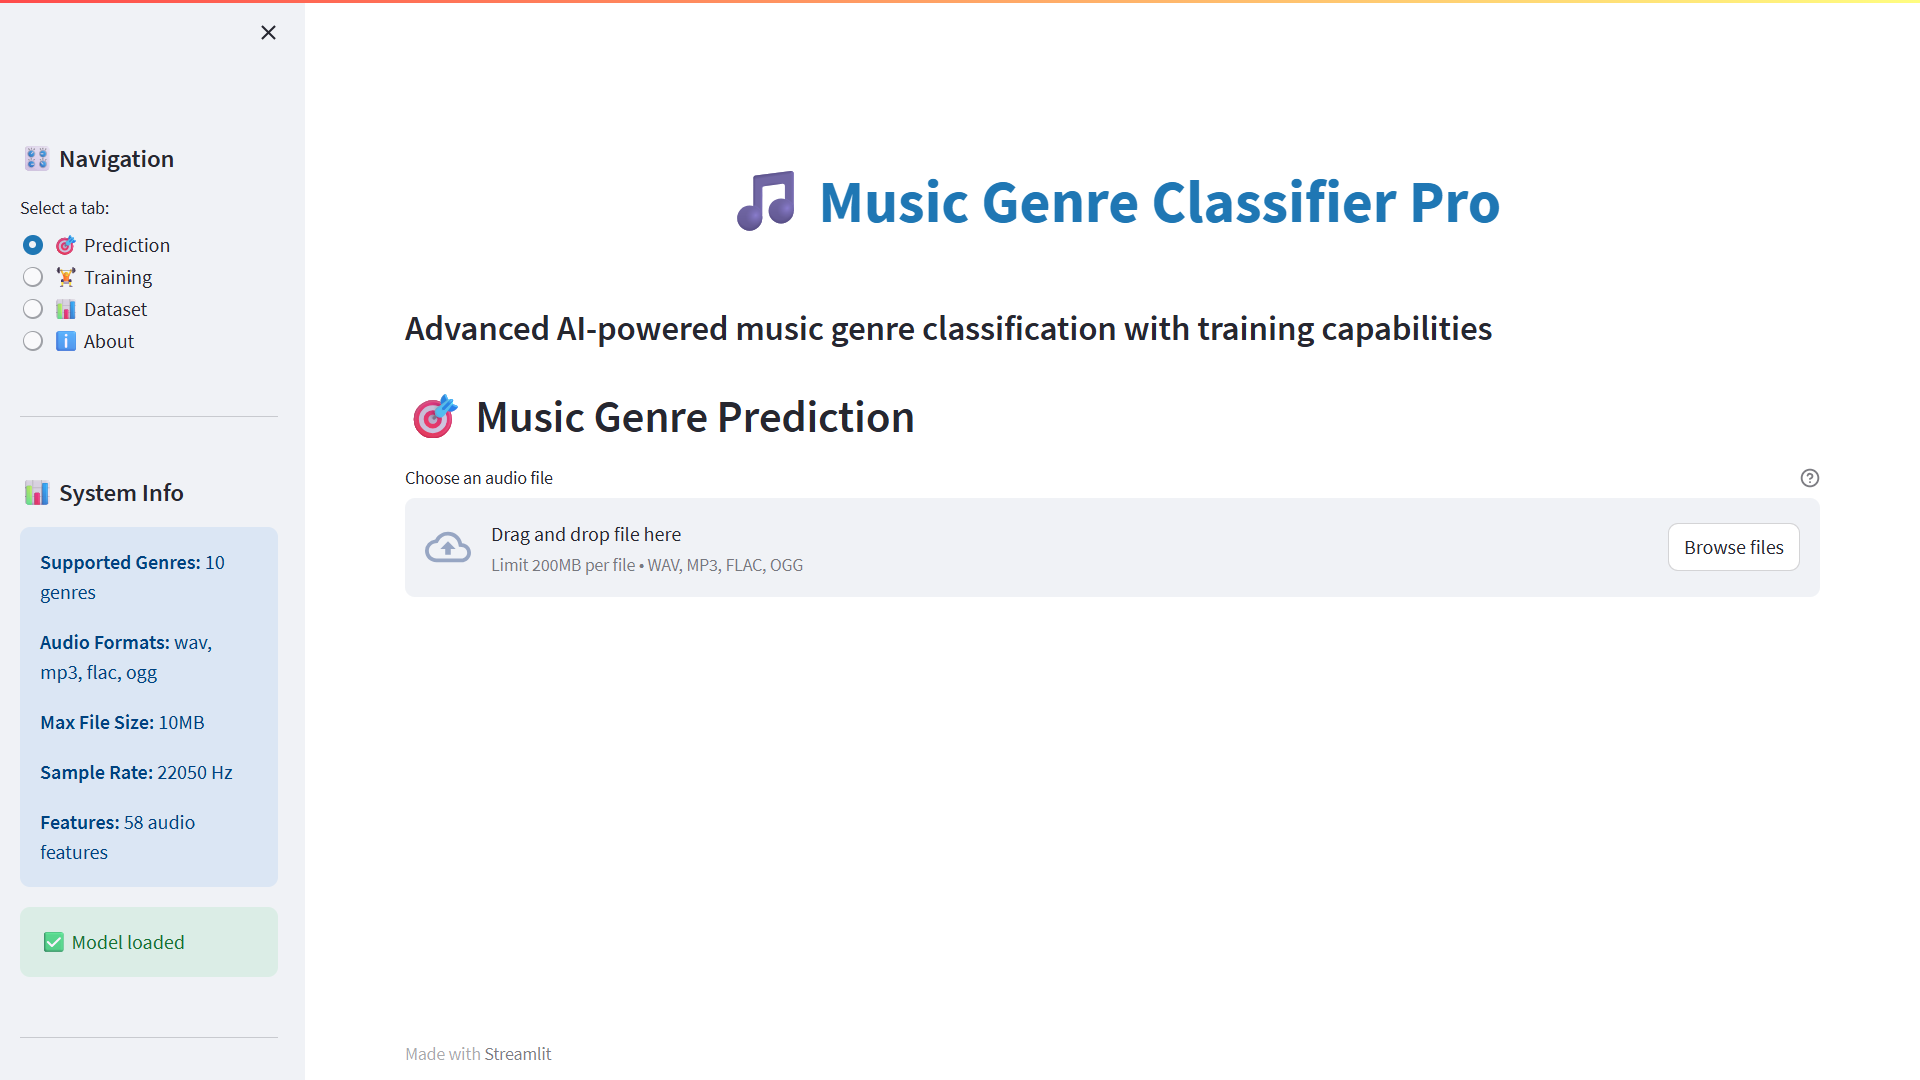 Navigation
Select a tab:
Prediction
Training
Dataset
About
System Info
Supported Genres: 10
genres
Audio Formats: wav,
mp3, flac, ogg
Max File Size: 10MB
Sample Rate: 22050 Hz
Features: 58 audio
features
Model loaded
Music Genre Classifier Pro
Advanced AI-powered music genre classification with training capabilities
Music Genre Prediction
Choose an audio file
Drag and drop file here
Limit 200MB per file • WAV, MP3, FLAC, OGG
Browse files
Made with Streamlit